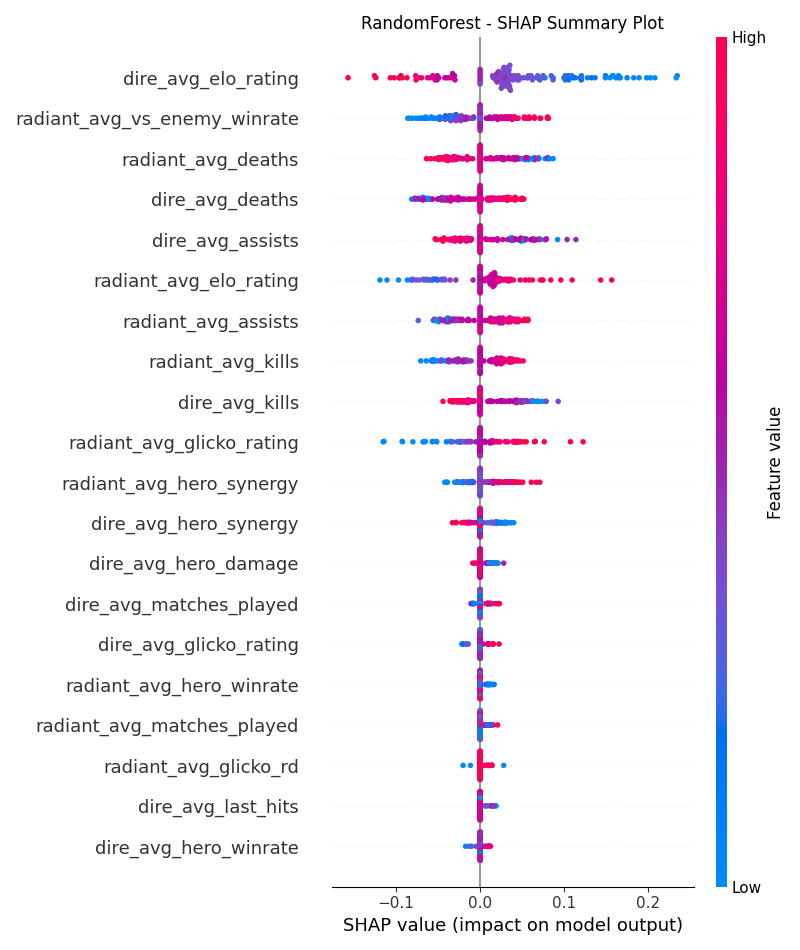 RandomForest - SHAP Summary Plot
High
dire_avg_elo_rating
radiant_avg_vs_enemy_winrate
radiant_avg_deaths
dire_avg_deaths
dire_avg_assists
radiant_avg_elo_rating
radiant_avg_assists
radiant_avg_kills
dire_avg_kills
radiant_avg_glicko_rating
radiant_avg_hero_synergy
dire_avg_hero_synergy
dire_avg_hero_damage
dire_avg_matches_played
dire_avg_glicko_rating
radiant_avg_hero_winrate
radiant_avg_matches_played
radiant_avg_glicko_rd
dire_avg_last_hits
dire_avg_hero_winrate
Feature value
Low
−0.1 0.0 0.1 0.2
SHAP value (impact on model output)